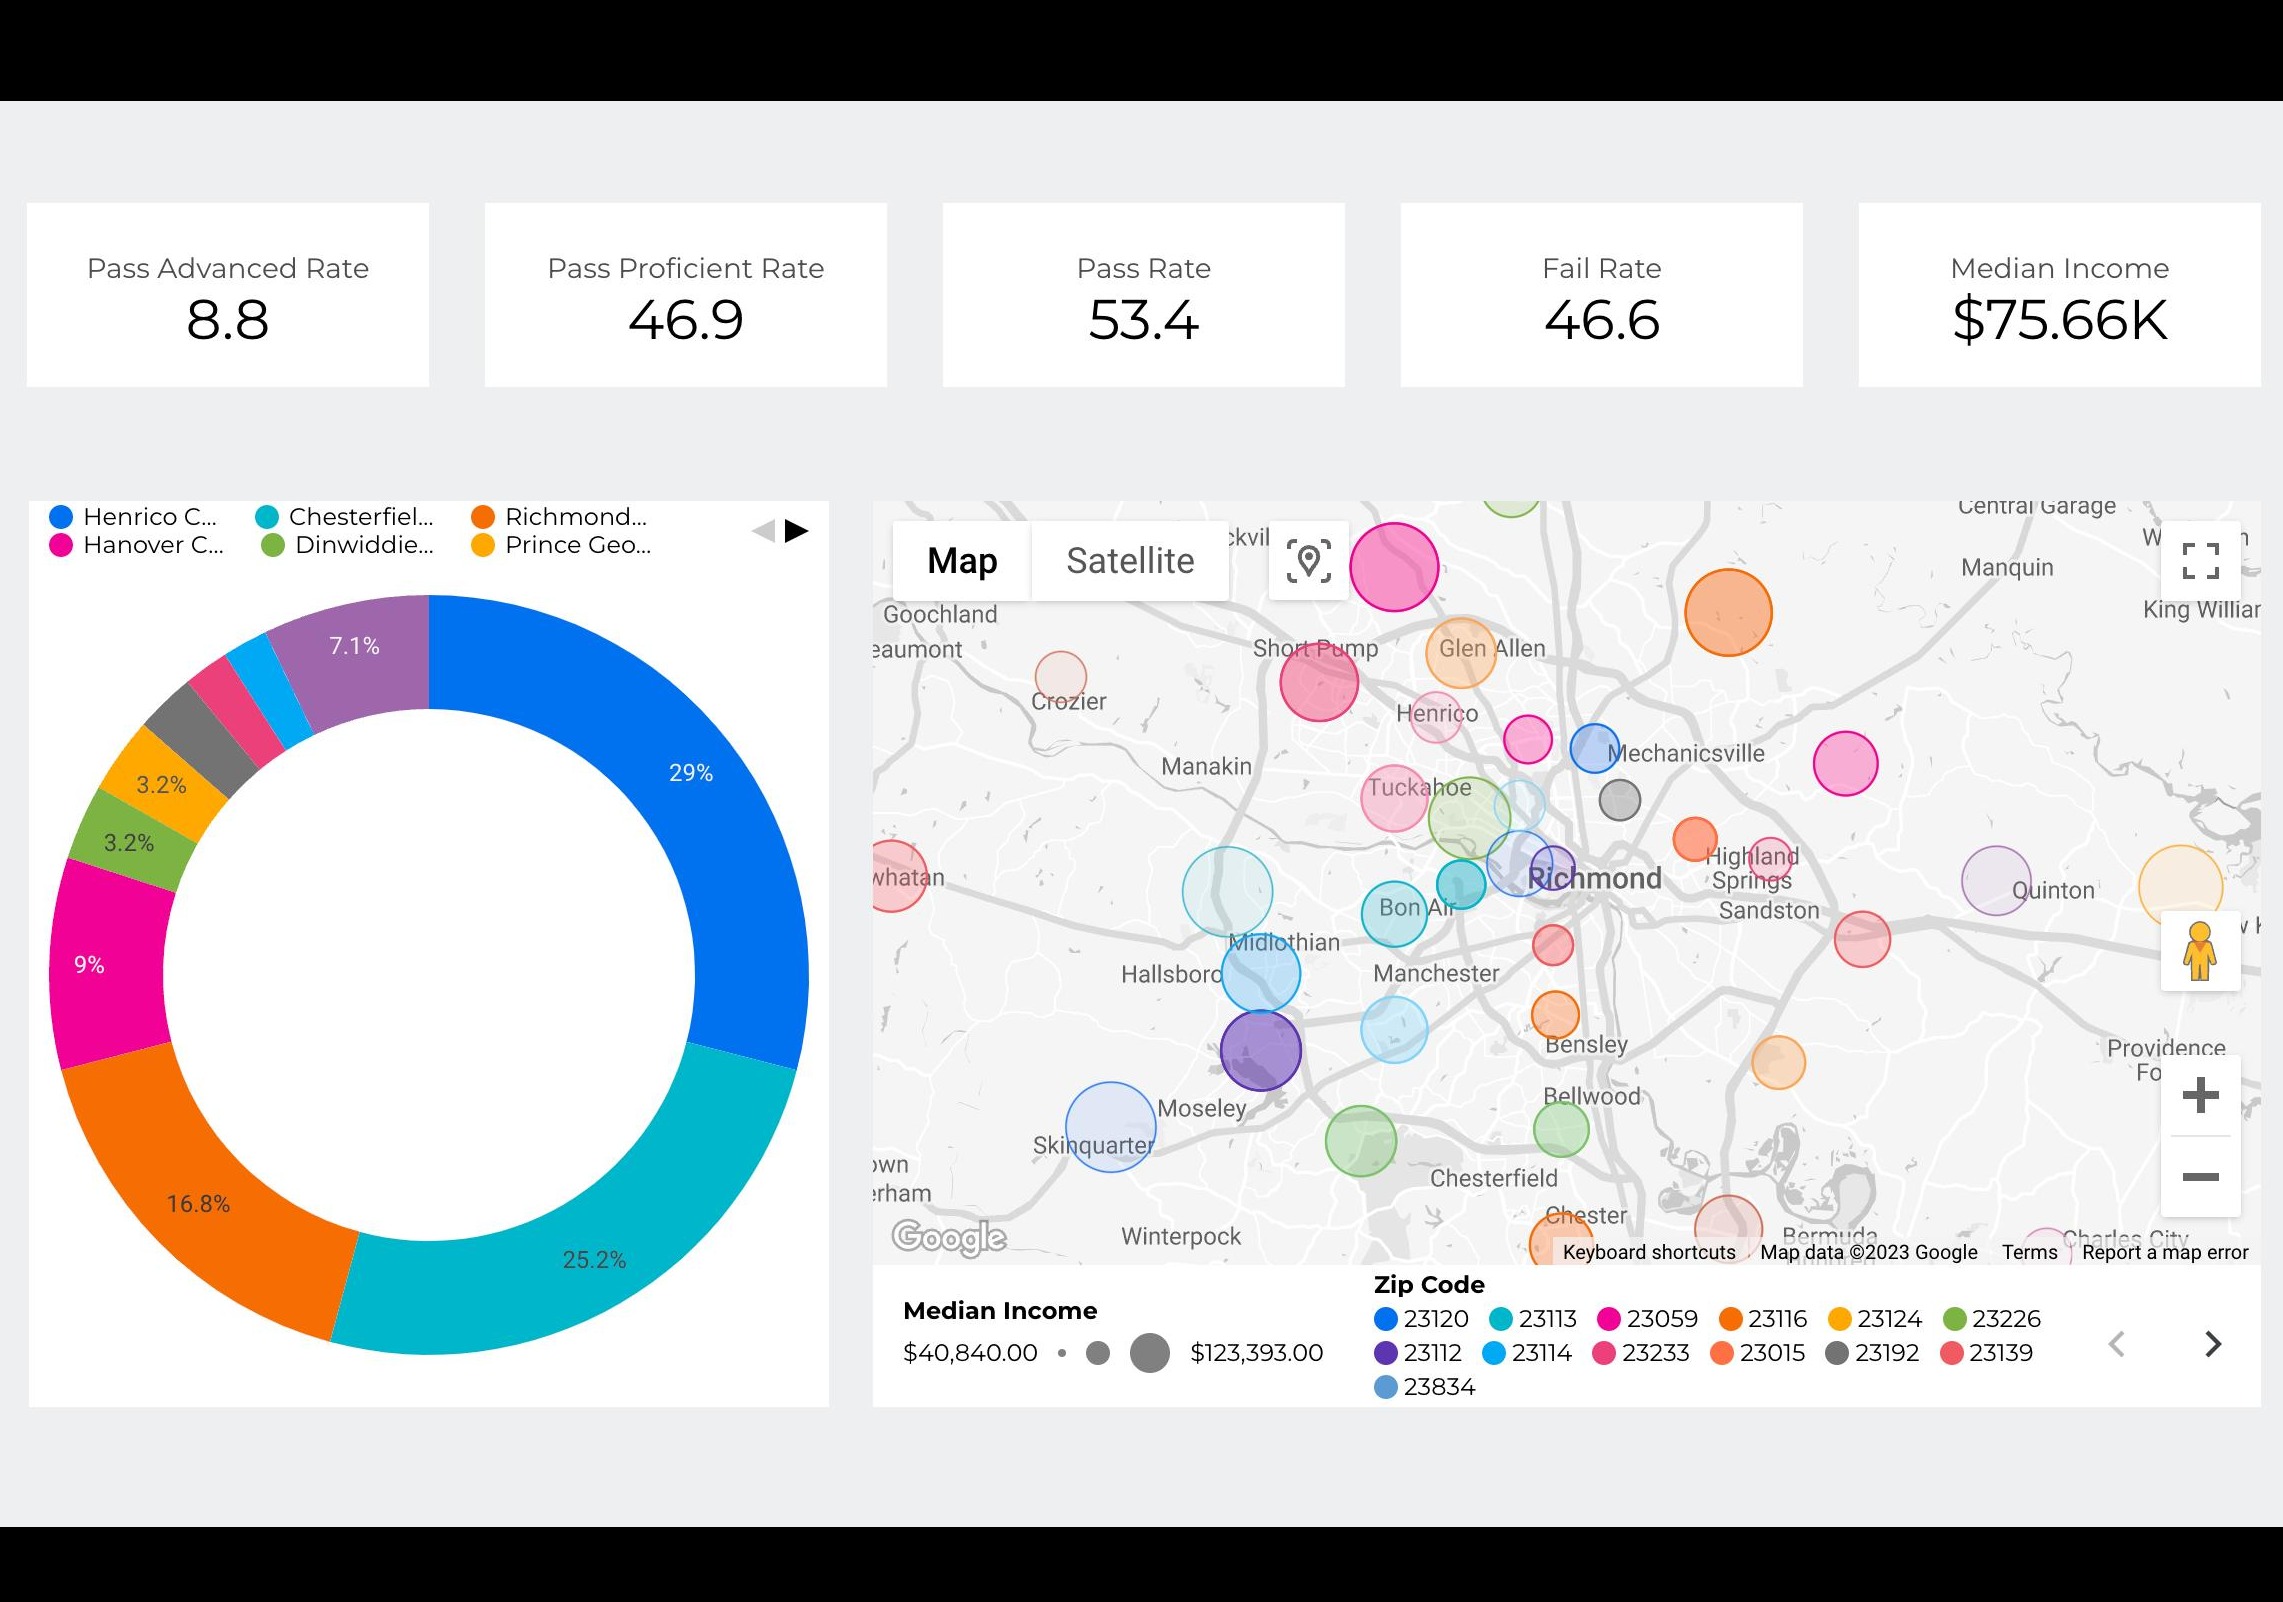 Pass Advanced Rate
8.8
Pass Proficient Rate
46.9
Pass Rate
53.4
Fail Rate
46.6
Median Income
$75.66K
Henrico C...
Chesterfiel...
Richmond...
Hanover C...
Dinwiddie...
Prince Geo...
7.1%
29%
3.2%
3.2%
9%
16.8%
25.2%
Map
Satellite
ckvil
Central Garage
Manquin
King Williar
Goochland
eaumont
Short Pump
Glen Allen
Crozier
Henrico
Mechanicsville
Manakin
Tuckahoe
whatan
Richmond
Highland
Springs
Sandston
Quinton
Bon Air
Midlothian
Hallsboro
Manchester
Bensley
Providence
Fo
Bellwood
Moseley
Skinquarter
own
erham
Chesterfield
Chester
Winterpock
Bermuda
Hundred
Charles City
Google
Keyboard shortcuts
Map data ©2023 Google
Terms
Report a map error
Median Income
$40,840.00
$123,393.00
Zip Code
23120 23113 23059 23116 23124 23226
23112 23114 23233 23015 23192 23139
23834